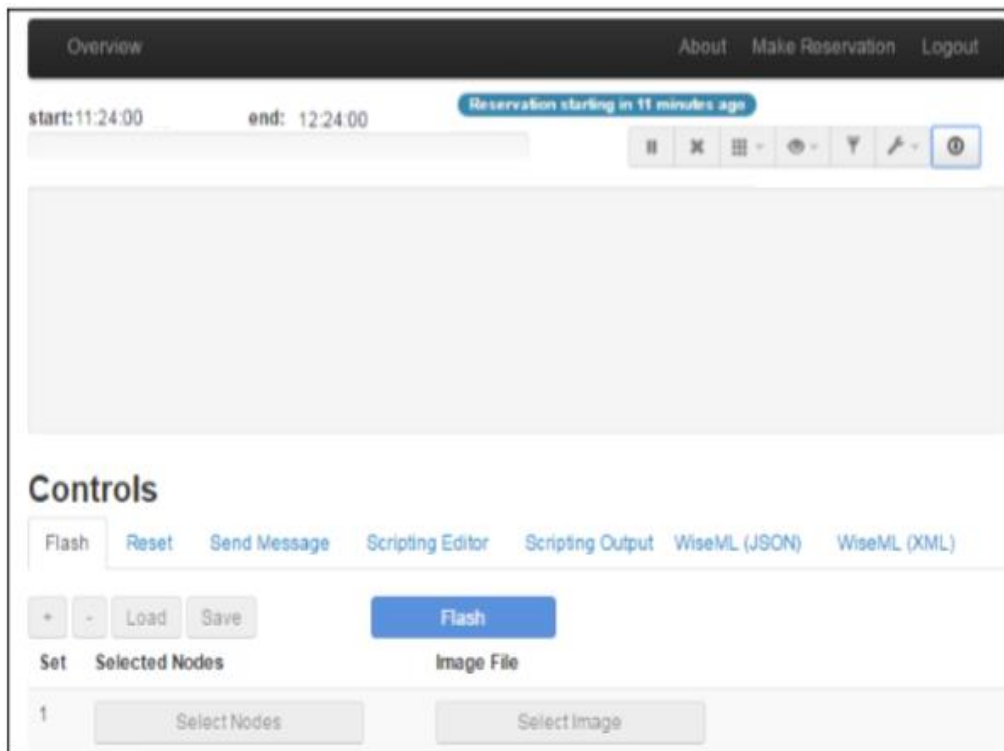 Overview About Make Reservation Logout
Reservation starting in 11 minutes ago
start: 11:24:00 end: 12:24:00
Controls
Flash Reset Send Message Scripting Editor Scripting Output WiseML (JSON) WiseML (XML)
+ - Load Save Flash
Set Selected Nodes Image File
1 Select Nodes Select Image